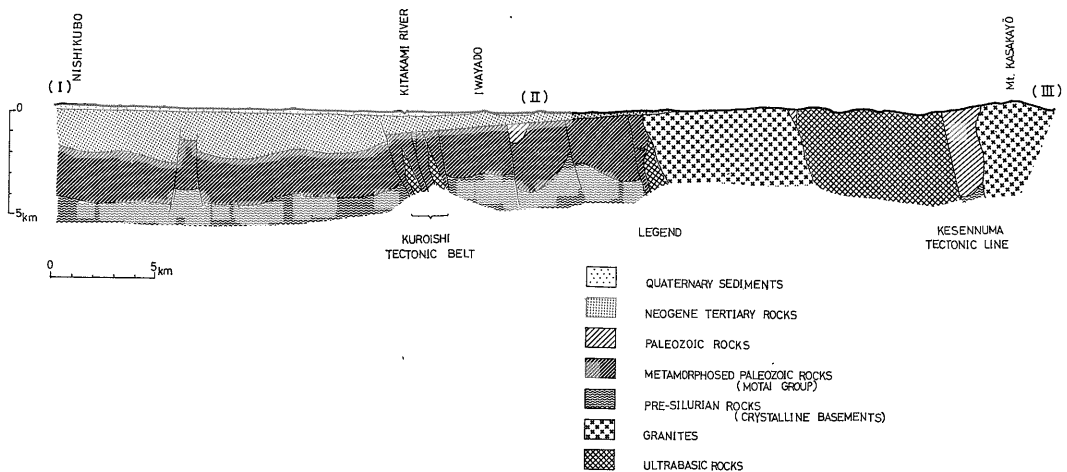 NISHIKUBO
KITAKAMI RIVER
IWAYADO
Mt. KASAKAYŌ
(I)
(II)
(III)
0
5km
0
5km
KUROISHI
TECTONIC BELT
KESENNUMA
TECTONIC LINE
LEGEND
QUATERNARY SEDIMENTS
NEOGENE TERTIARY ROCKS
PALEOZOIC ROCKS
METAMORPHOSED PALEOZOIC ROCKS
(MOTAI GROUP)
PRE-SILURIAN ROCKS
(CRYSTALLINE BASEMENTS)
GRANITES
ULTRABASIC ROCKS